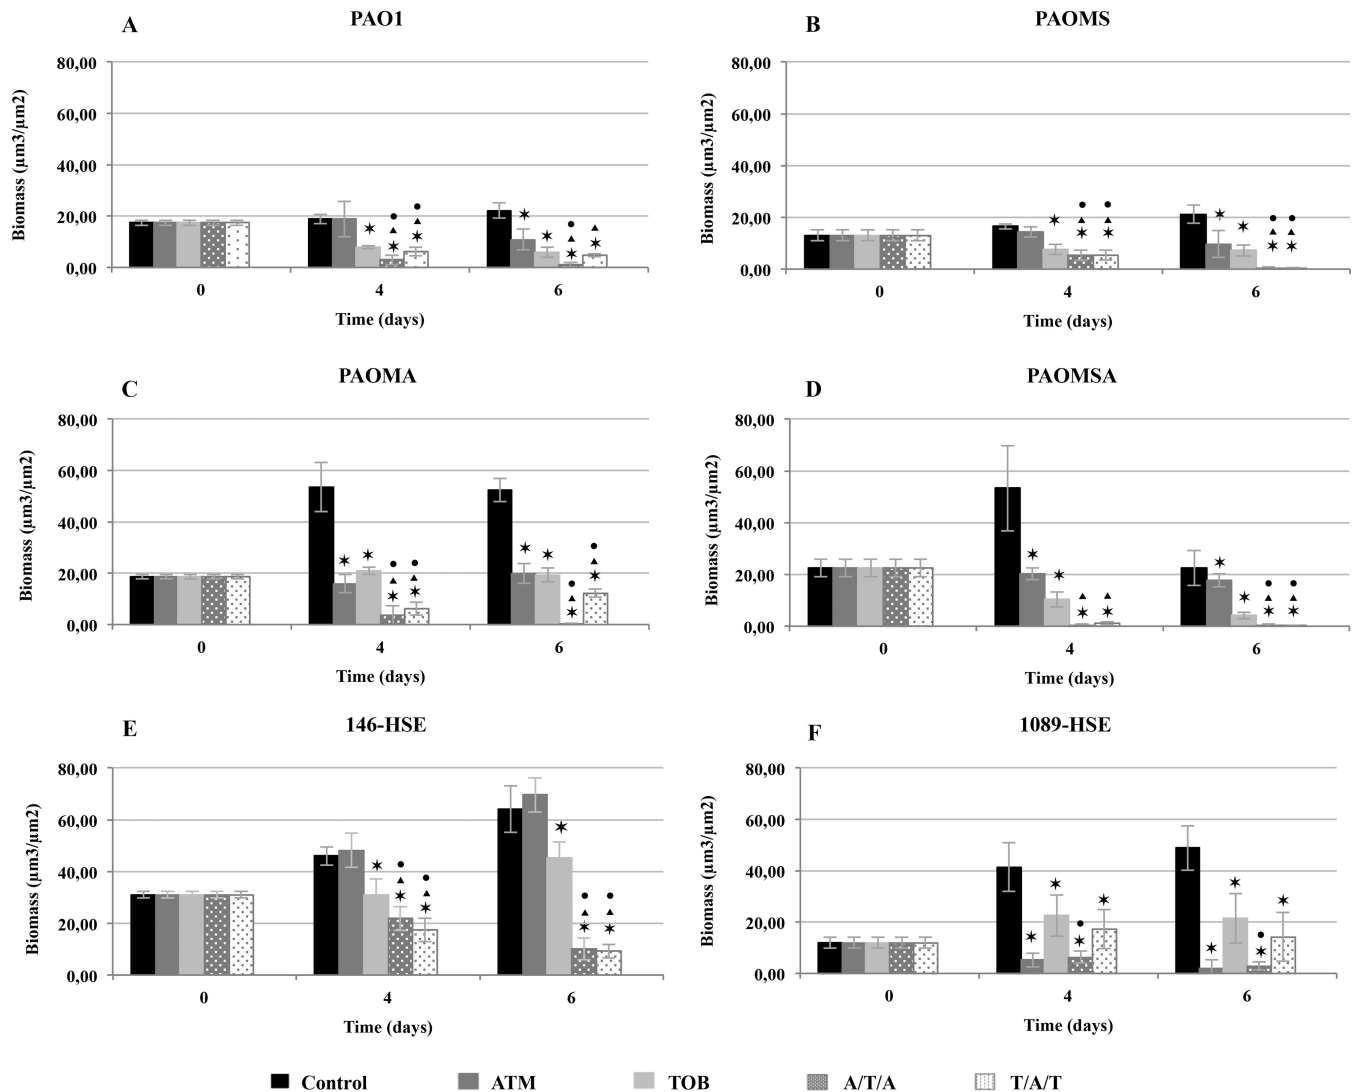 A PAO1
Biomass (µm3/µm2)
80,00
60,00
40,00
20,00
0,00
0 4 6
Time (days)
B PAOMS
Biomass (µm3/µm2)
80,00
60,00
40,00
20,00
0,00
0 4 6
Time (days)
C PAOMA
Biomass (µm3/µm2)
80,00
60,00
40,00
20,00
0,00
0 4 6
Time (days)
D PAOMSA
Biomass (µm3/µm2)
80,00
60,00
40,00
20,00
0,00
0 4 6
Time (days)
E 146-HSE
Biomass (µm3/µm2)
80,00
60,00
40,00
20,00
0,00
0 4 6
Time (days)
F 1089-HSE
Biomass (µm3/µm2)
80,00
60,00
40,00
20,00
0,00
0 4 6
Time (days)
Control ATM TOB A/T/A T/A/T